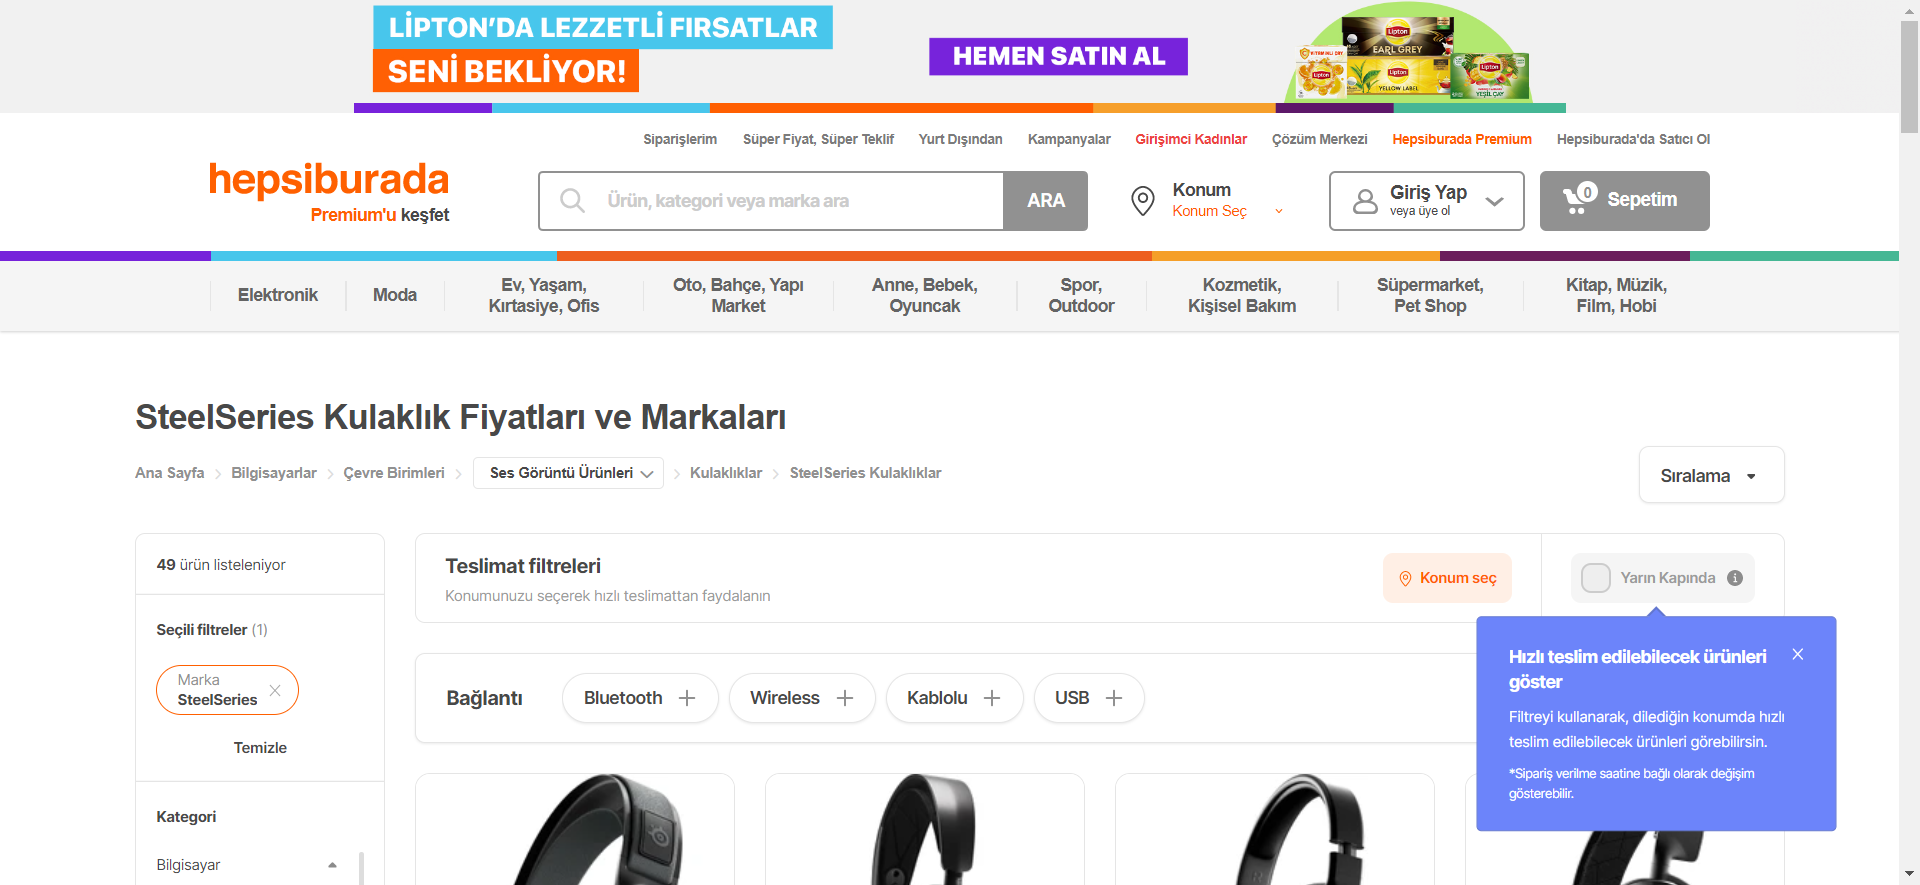 LİPTON'DA LEZZETLİ FIRSATLAR
SENİ BEKLİYOR!
HEMEN SATIN AL
Lipton
EARL GREY
Lipton
YELLOW LABEL
Lipton
Lipton
YEŞİL ÇAY
Siparişlerim
Süper Fiyat, Süper Teklif
Yurt Dışından
Kampanyalar
Girişimci Kadınlar
Çözüm Merkezi
Hepsiburada Premium
Hepsiburada'da Satıcı Ol
hepsiburada
Premium'u keşfet
Ürün, kategori veya marka ara
ARA
Konum
Konum Seç
Giriş Yap
veya üye ol
0
Sepetim
Elektronik
Moda
Ev, Yaşam,
Kırtasiye, Ofis
Oto, Bahçe, Yapı
Market
Anne, Bebek,
Oyuncak
Spor,
Outdoor
Kozmetik,
Kişisel Bakım
Süpermarket,
Pet Shop
Kitap, Müzik,
Film, Hobi
SteelSeries Kulaklık Fiyatları ve Markaları
Ana Sayfa
Bilgisayarlar
Çevre Birimleri
Ses Görüntü Ürünleri
Kulaklıklar
SteelSeries Kulaklıklar
Sıralama
49 ürün listeleniyor
Seçili filtreler (1)
Marka
SteelSeries
Temizle
Kategori
Bilgisayar
Teslimat filtreleri
Konumunuzu seçerek hızlı teslimattan faydalanın
Konum seç
Yarın Kapında
Bağlantı
Bluetooth
Wireless
Kablolu
USB
Hızlı teslim edilebilecek ürünleri
göster
Filtreyi kullanarak, dilediğin konumda hızlı
teslim edilebilecek ürünleri görebilirsin.
*Sipariş verilme saatine bağlı olarak değişim
gösterebilir.